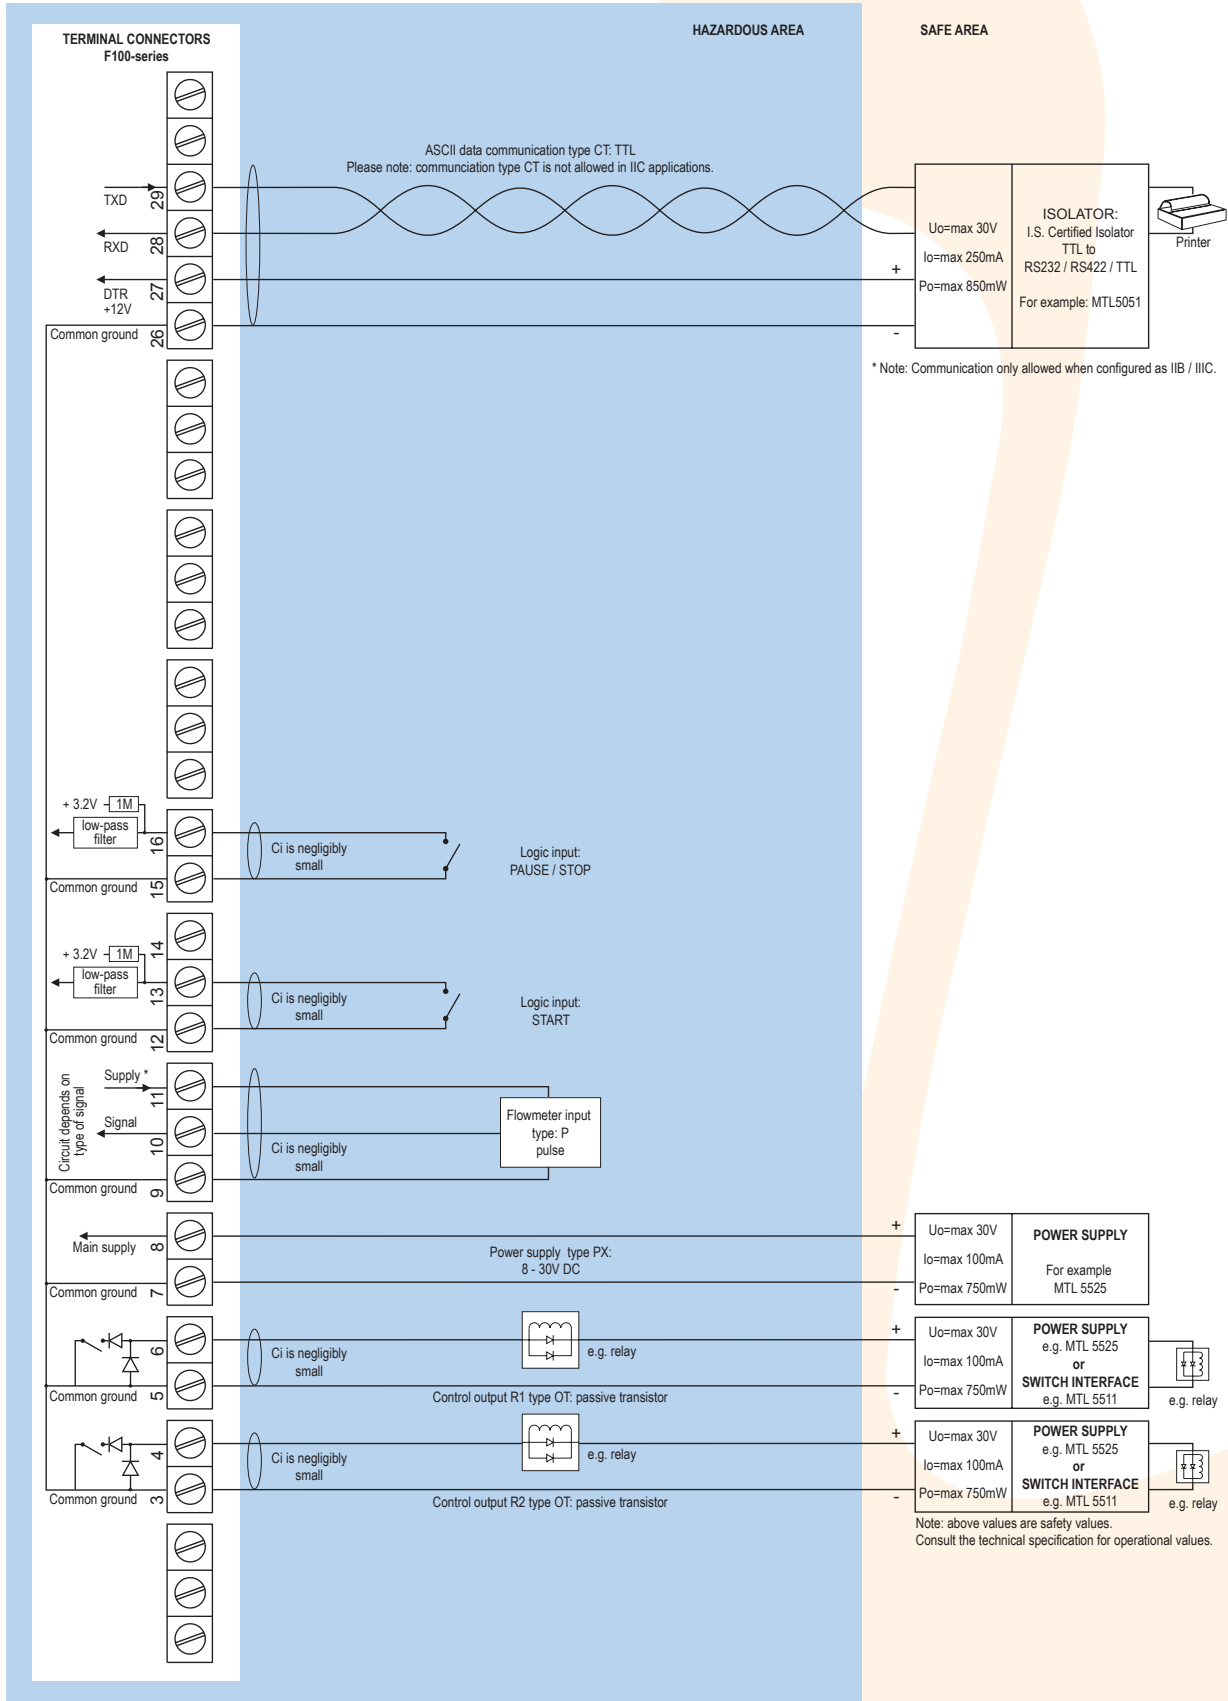 TERMINAL CONNECTORS
F100-series
HAZARDOUS AREA
SAFE AREA
ASCII data communication type CT: TTL
Please note: communciation type CT is not allowed in IIC applications.
TXD
29
RXD
28
DTR
+12V
27
Common ground
26
+
-
Uo=max 30V
Io=max 250mA
Po=max 850mW
ISOLATOR:
I.S. Certified Isolator
TTL to
RS232 / RS422 / TTL
For example: MTL5051
Printer
* Note: Communication only allowed when configured as IIB / IIIC.
+ 3.2V
1M
low-pass
filter
16
Common ground
15
Ci is negligibly
small
Logic input:
PAUSE / STOP
14
+ 3.2V
1M
low-pass
filter
13
Common ground
12
Ci is negligibly
small
Logic input:
START
Circuit depends on
type of signal
Supply *
11
Signal
10
Common ground
9
Ci is negligibly
small
Flowmeter input
type: P
pulse
Main supply
8
Common ground
7
Power supply type PX:
8 - 30V DC
+
-
Uo=max 30V
Io=max 100mA
Po=max 750mW
POWER SUPPLY
For example
MTL 5525
6
Common ground
5
Ci is negligibly
small
e.g. relay
Control output R1 type OT: passive transistor
+
-
Uo=max 30V
Io=max 100mA
Po=max 750mW
POWER SUPPLY
e.g. MTL 5525
or
SWITCH INTERFACE
e.g. MTL 5511
e.g. relay
4
Common ground
3
Ci is negligibly
small
e.g. relay
Control output R2 type OT: passive transistor
+
-
Uo=max 30V
Io=max 100mA
Po=max 750mW
POWER SUPPLY
e.g. MTL 5525
or
SWITCH INTERFACE
e.g. MTL 5511
e.g. relay
Note: above values are safety values.
Consult the technical specification for operational values.